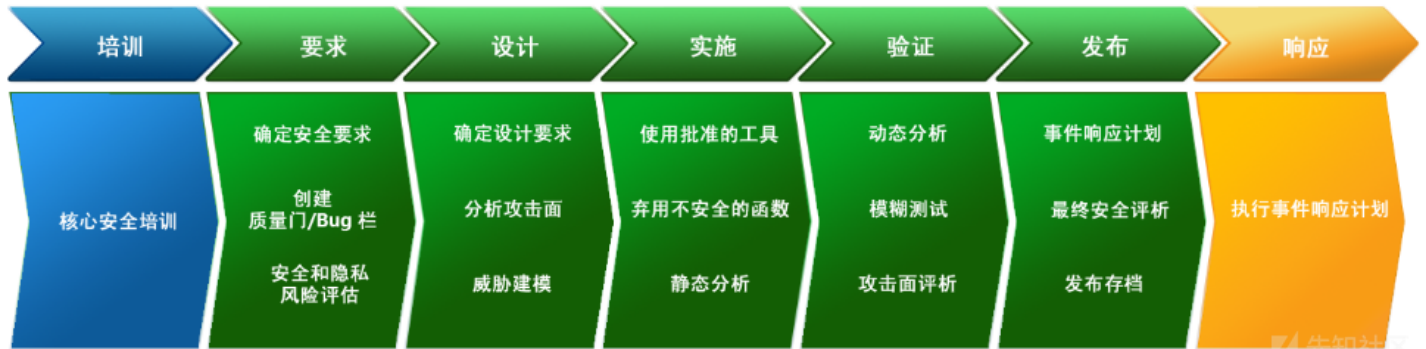 培训
要求
设计
实施
验证
发布
响应
核心安全培训
确定安全要求
创建
质量门/Bug 栏
安全和隐私
风险评估
确定设计要求
分析攻击面
威胁建模
使用批准的工具
弃用不安全的函数
静态分析
动态分析
模糊测试
攻击面评析
事件响应计划
最终安全评析
发布存档
执行事件响应计划